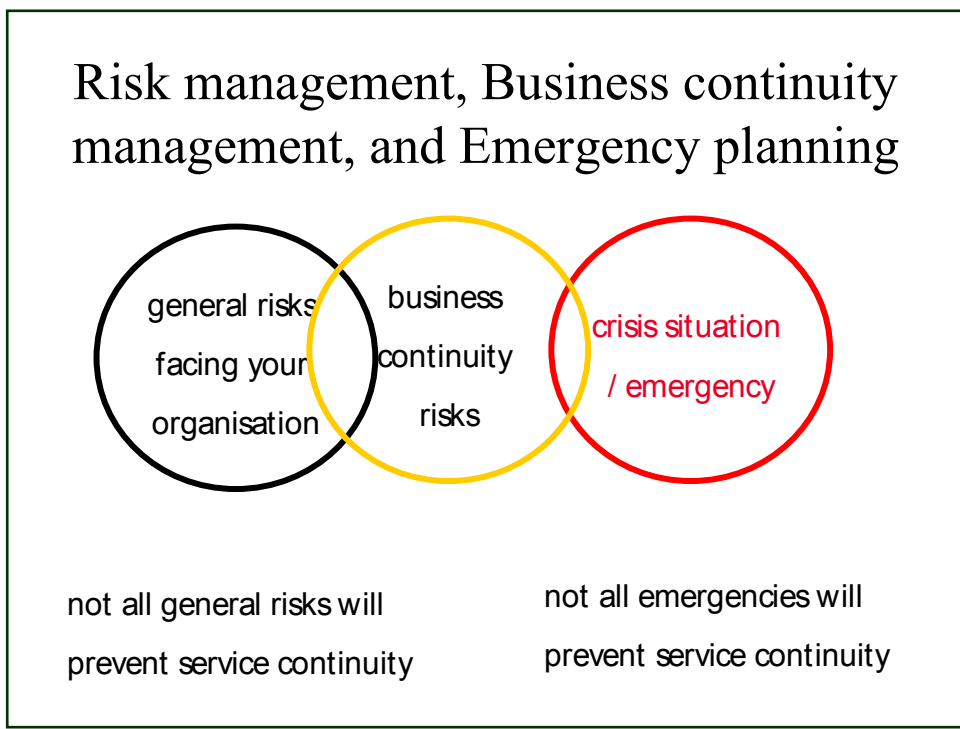 Risk management, Business continuity
management, and Emergency planning
general risks
facing your
organisation
business
continuity
risks
crisis situation
/ emergency
not all general risks will
prevent service continuity
not all emergencies will
prevent service continuity